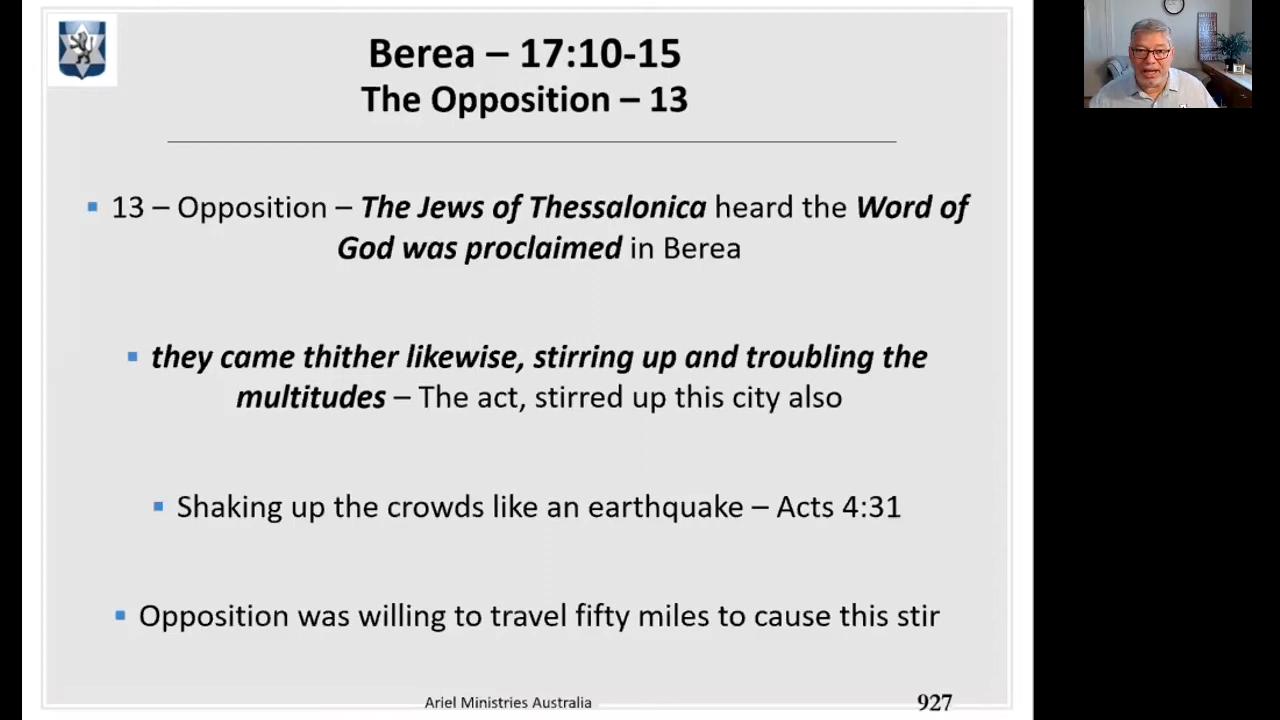 Berea – 17:10-15
The Opposition – 13
▪ 13 – Opposition – The Jews of Thessalonica heard the Word of
God was proclaimed in Berea
▪ they came thither likewise, stirring up and troubling the
multitudes – The act, stirred up this city also
▪ Shaking up the crowds like an earthquake – Acts 4:31
▪ Opposition was willing to travel fifty miles to cause this stir
Ariel Ministries Australia
927